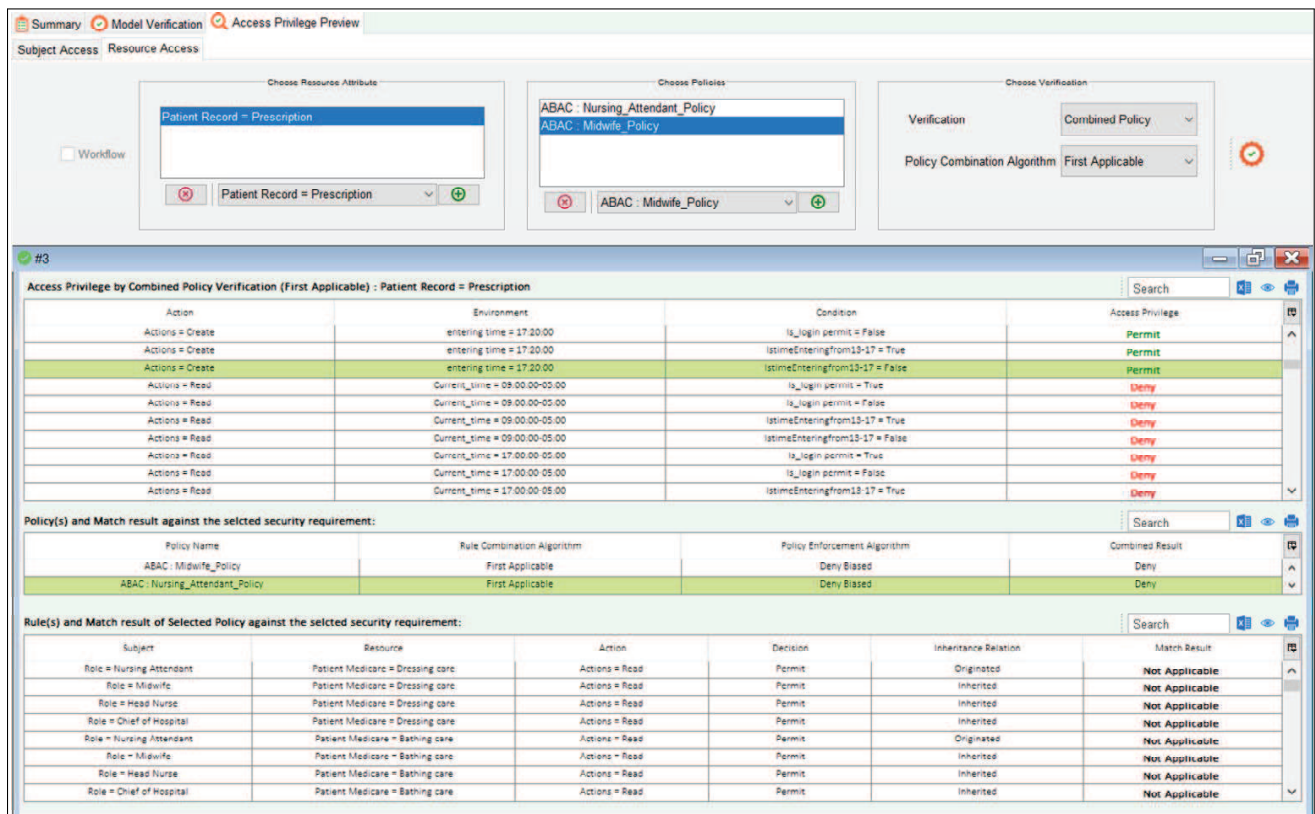 Summary Model Verification Access Privilege Preview
Subject Access Resource Access
Choose Resource Attribute Choose Policies Choose Verification
Patient Record = Prescription
ABAC : Nursing_Attendant_Policy
ABAC : Midwife_Policy
Verification Combined Policy
Workflow
Policy Combination Algorithm First Applicable
Patient Record = Prescription
ABAC : Midwife_Policy
#3
Access Privilege by Combined Policy Verification (First Applicable) : Patient Record = Prescription Search
Action Environment Condition Access Privilege
Actions = Create entering time = 17:20:00 Is_login permit = False Permit
Actions = Create entering time = 17:20:00 IstimeEnteringfrom13-17 = True Permit
Actions = Create entering time = 17:20:00 IstimeEnteringfrom13-17 = False Permit
Actions = Read Current_time = 09:00:00-05:00 Is_login permit = True Deny
Actions = Read Current_time = 09:00:00-05:00 Is_login permit = False Deny
Actions = Read Current_time = 09:00:00-05:00 IstimeEnteringfrom13-17 = True Deny
Actions = Read Current_time = 09:00:00-05:00 IstimeEnteringfrom13-17 = False Deny
Actions = Read Current_time = 17:00:00-05:00 Is_login permit = True Deny
Actions = Read Current_time = 17:00:00-05:00 Is_login permit = False Deny
Actions = Read Current_time = 17:00:00-05:00 IstimeEnteringfrom13-17 = True Deny
Policy(s) and Match result against the selcted security requirement: Search
Policy Name Rule Combination Algorithm Policy Enforcement Algorithm Combined Result
ABAC : Midwife_Policy First Applicable Deny Biased Deny
ABAC : Nursing_Attendant_Policy First Applicable Deny Biased Deny
Rule(s) and Match result of Selected Policy against the selcted security requirement: Search
Subject Resource Action Decision Inheritance Relation Match Result
Role = Nursing Attendant Patient Medicare = Dressing care Actions = Read Permit Originated Not Applicable
Role = Midwife Patient Medicare = Dressing care Actions = Read Permit Inherited Not Applicable
Role = Head Nurse Patient Medicare = Dressing care Actions = Read Permit Inherited Not Applicable
Role = Chief of Hospital Patient Medicare = Dressing care Actions = Read Permit Inherited Not Applicable
Role = Nursing Attendant Patient Medicare = Bathing care Actions = Read Permit Originated Not Applicable
Role = Midwife Patient Medicare = Bathing care Actions = Read Permit Inherited Not Applicable
Role = Head Nurse Patient Medicare = Bathing care Actions = Read Permit Inherited Not Applicable
Role = Chief of Hospital Patient Medicare = Bathing care Actions = Read Permit Inherited Not Applicable